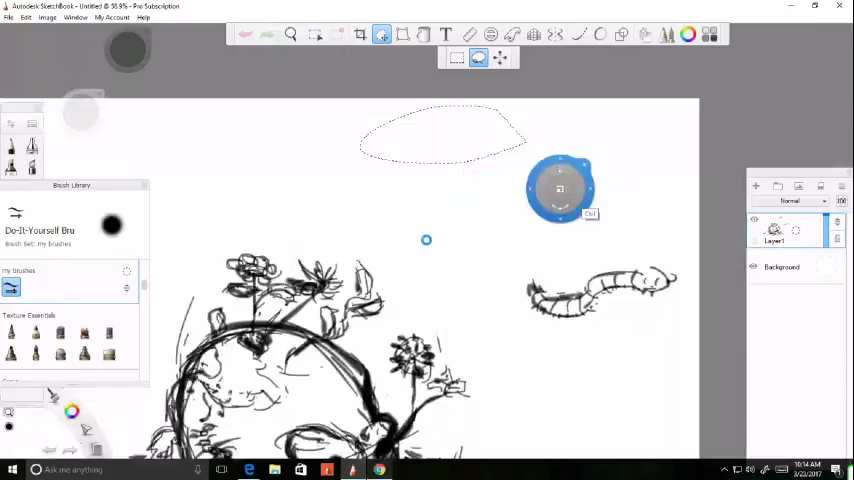 Autodesk SketchBook - Untitled @ 58.9% - Pro Subscription
File Edit Image Window My Account Help
T
Ctrl
Brush Library
Do-It-Yourself Bru
Brush Set: my brushes
my brushes
Texture Essentials
Normal
100
Layer1
Background
Ask me anything
10:14 AM
3/23/2017